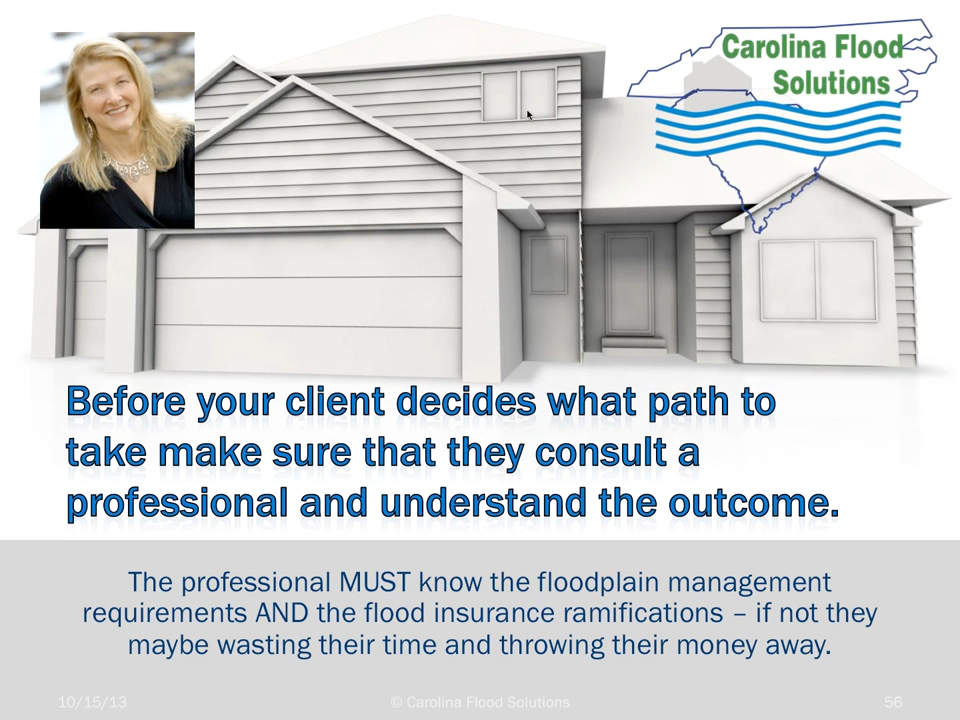 Carolina Flood
Solutions
Before your client decides what path to
take make sure that they consult a
professional and understand the outcome.
The professional MUST know the floodplain management
requirements AND the flood insurance ramifications – if not they
maybe wasting their time and throwing their money away.
10/15/13 © Carolina Flood Solutions 56